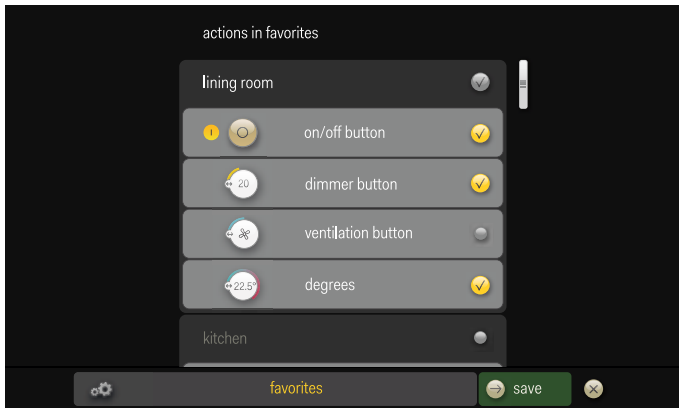 actions in favorites
lining room
I on/off button
20 dimmer button
ventilation button
22.5° degrees
kitchen
favorites
save